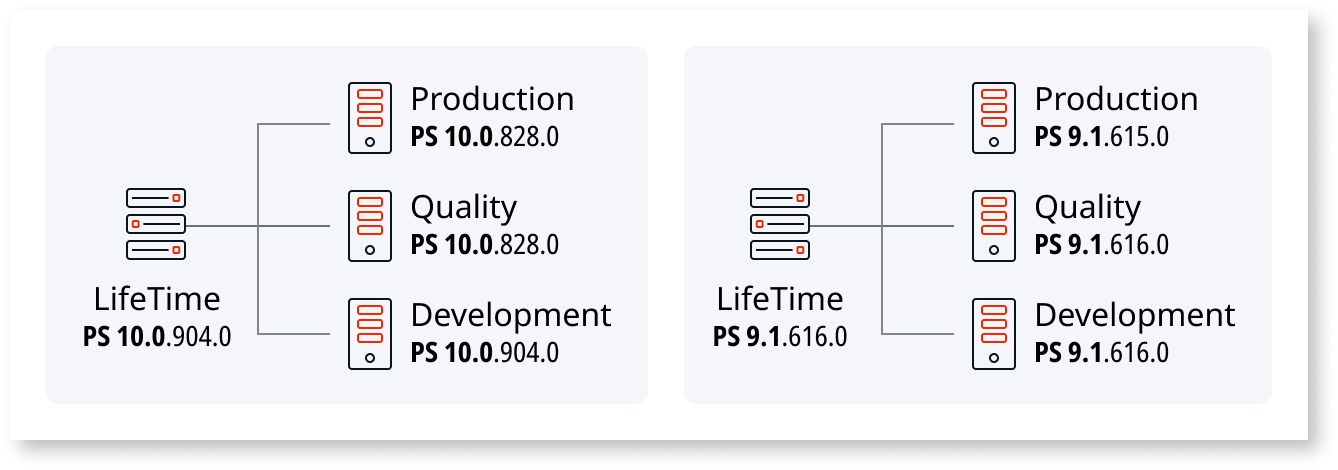 Production
PS 10.0.828.0
Quality
PS 10.0.828.0
LifeTime
PS 10.0.904.0
Development
PS 10.0.904.0
Production
PS 9.1.615.0
Quality
PS 9.1.616.0
LifeTime
PS 9.1.616.0
Development
PS 9.1.616.0